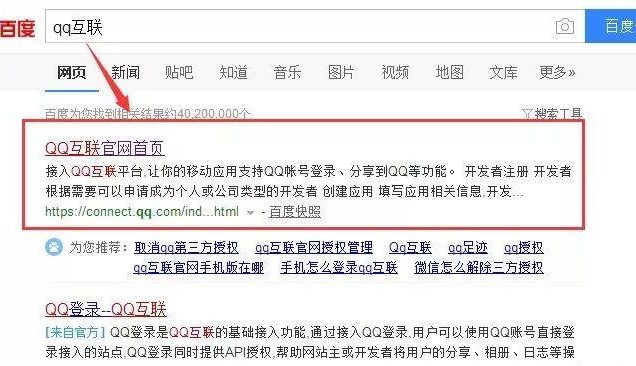 百度 qq互联 百度一
网页 新闻 贴吧 知道 音乐 图片 视频 地图 文库 更多»
百度为您找到相关结果约40,200,000个 搜索工具
QQ互联官网首页
接入QQ互联平台,让你的移动应用支持QQ帐号登录、分享到QQ等功能。 开发者注册 开发者
根据需要可以申请成为个人或公司类型的开发者 创建应用 填写应用相关信息,开发...
https://connect.qq.com/ind...html - 百度快照
为您推荐: 取消qq第三方授权 qq互联官网授权管理 Qq互联 qq足迹 qq授权
qq互联官网手机版在哪 手机怎么登录qq互联 微信怎么解除三方授权
QQ登录--QQ互联
[来自官方] QQ登录是QQ互联的基础接入功能,通过接入QQ登录,用户可以使用QQ账号直接登
录接入的站点,QQ登录同时提供API授权,帮助网站主或开发者将用户的分享、相册、日志等操